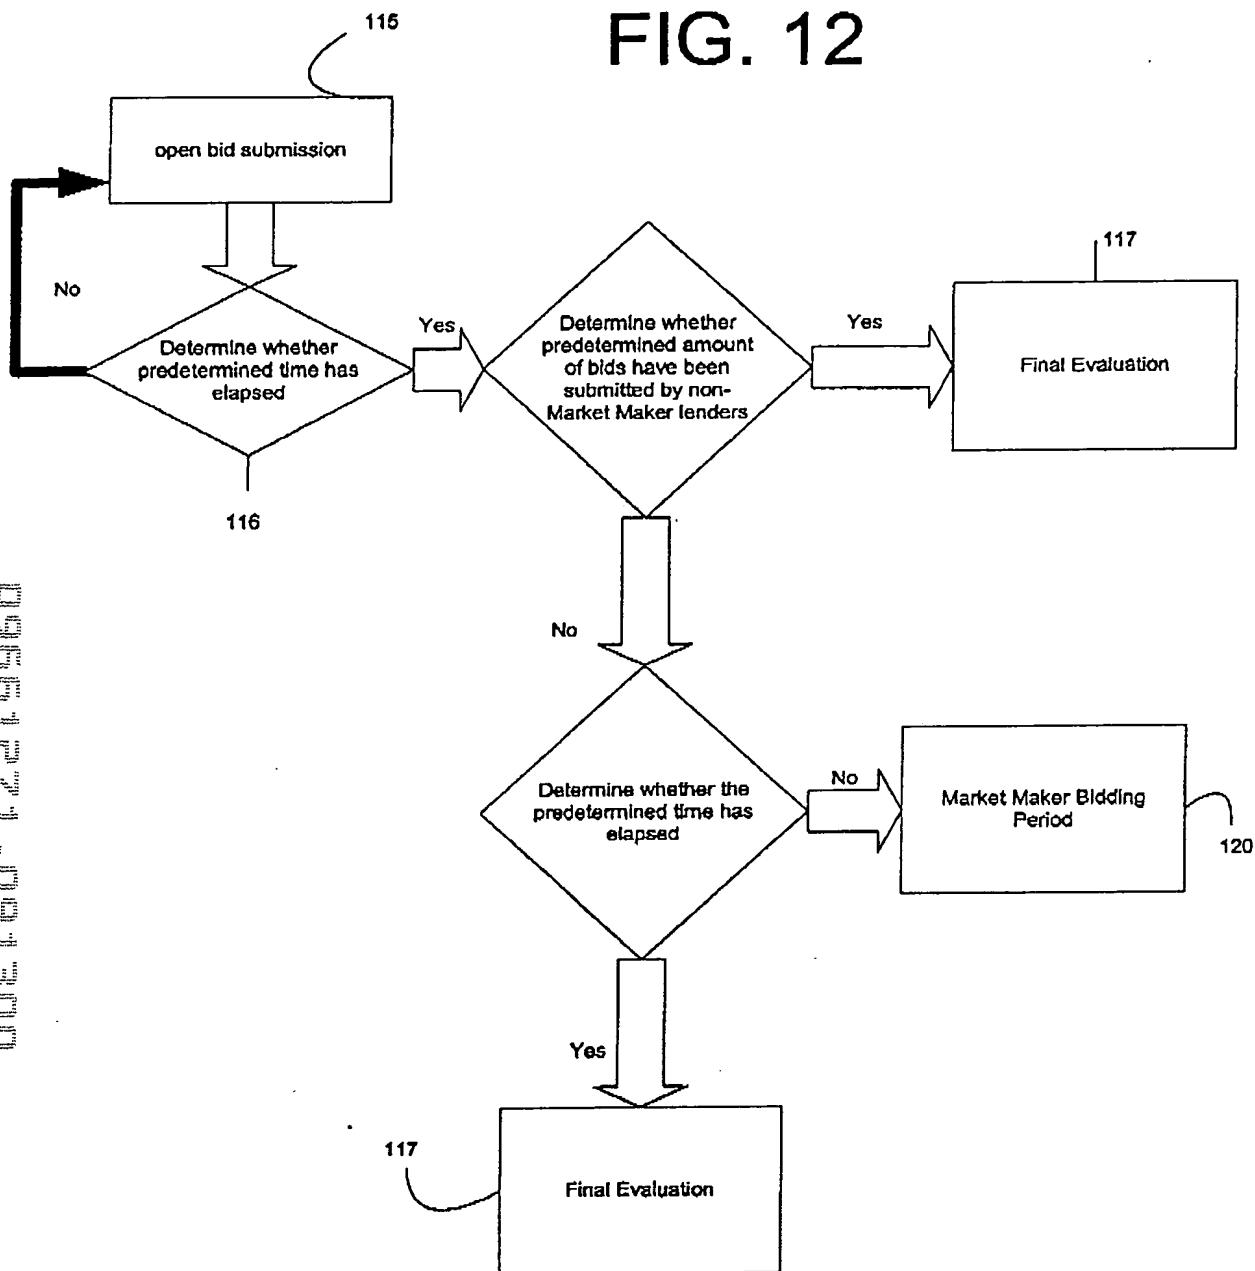 FIG. 12
115
open bid submission
No
Determine whether
predetermined time has
elapsed
116
Yes
Determine whether
predetermined amount
of bids have been
submitted by non-
Market Maker lenders
Yes
117
Final Evaluation
No
Determine whether the
predetermined time has
elapsed
No
Market Maker Bidding
Period
120
Yes
117
Final Evaluation